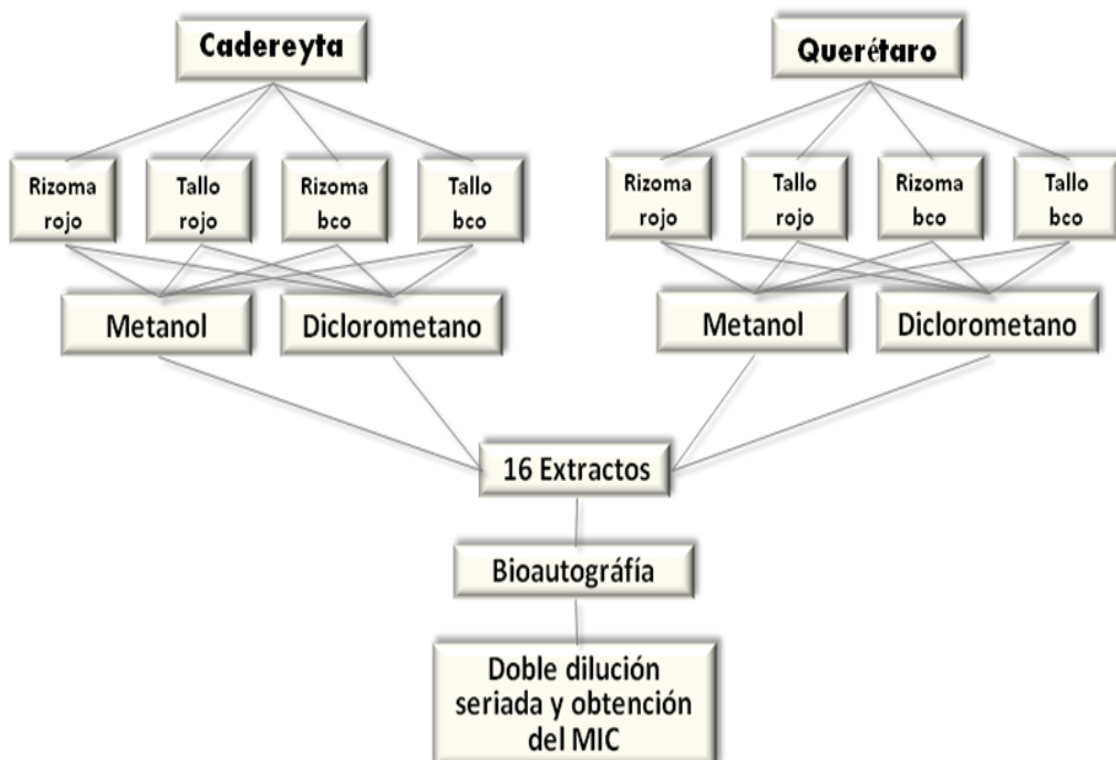 Cadereyta
Querétaro
Rizoma
rojo
Tallo
rojo
Rizoma
bco
Tallo
bco
Rizoma
rojo
Tallo
rojo
Rizoma
bco
Tallo
bco
Metanol
Diclorometano
Metanol
Diclorometano
16 Extractos
Bioautográfía
Doble dilución
seriada y obtención
del MIC